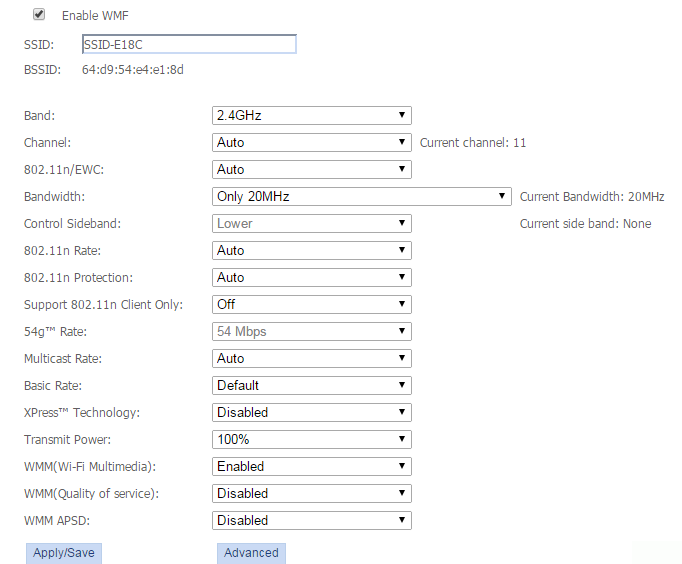 Enable WMF
SSID: SSID-E18C
BSSID: 64:d9:54:e4:e1:8d
Band: 2.4GHz
Channel: Auto Current channel: 11
802.11n/EWC: Auto
Bandwidth: Only 20MHz Current Bandwidth: 20MHz
Control Sideband: Lower Current side band: None
802.11n Rate: Auto
802.11n Protection: Auto
Support 802.11n Client Only: Off
54g™ Rate: 54 Mbps
Multicast Rate: Auto
Basic Rate: Default
XPress™ Technology: Disabled
Transmit Power: 100%
WMM(Wi-Fi Multimedia): Enabled
WMM(Quality of service): Disabled
WMM APSD: Disabled
Apply/Save Advanced